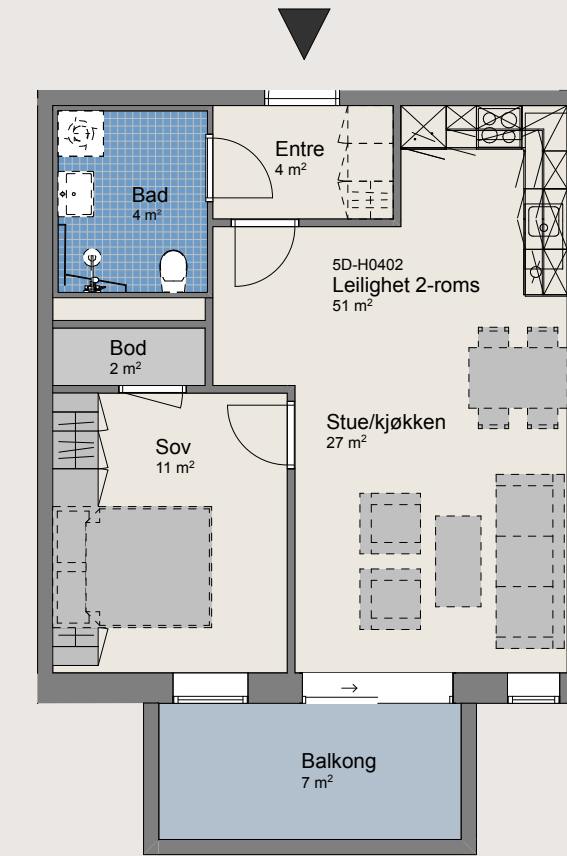 Entre
4 m²
Bad
4 m²
5D-H0402
Leilighet 2-roms
51 m²
Bod
2 m²
Stue/kjøkken
27 m²
Sov
11 m²
Balkong
7 m²